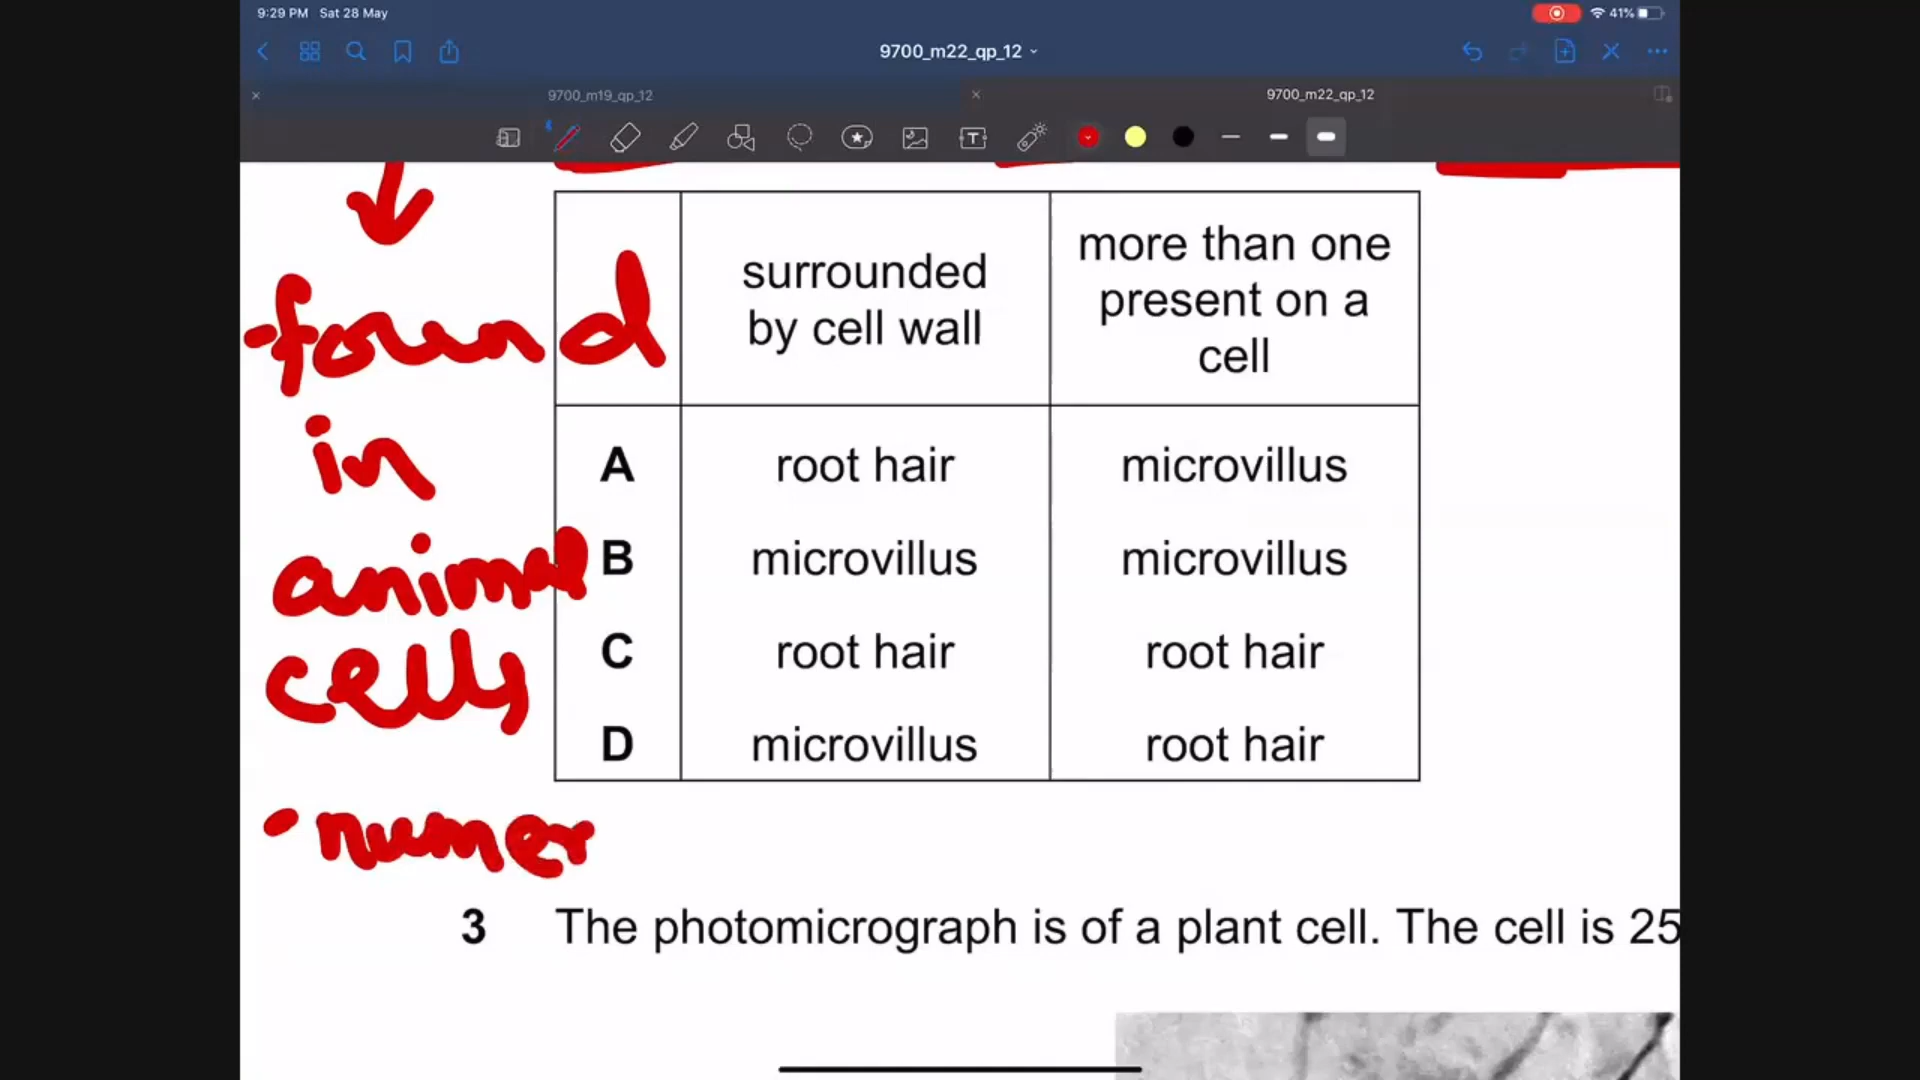 9:29 PM Sat 28 May
41%
9700_m22_qp_12
9700_m19_qp_12
9700_m22_qp_12
T
surrounded by cell wall
more than one present on a cell
A root hair microvillus
B microvillus microvillus
C root hair root hair
D microvillus root hair
-found
in
animal
cells
• numer
3 The photomicrograph is of a plant cell. The cell is 25